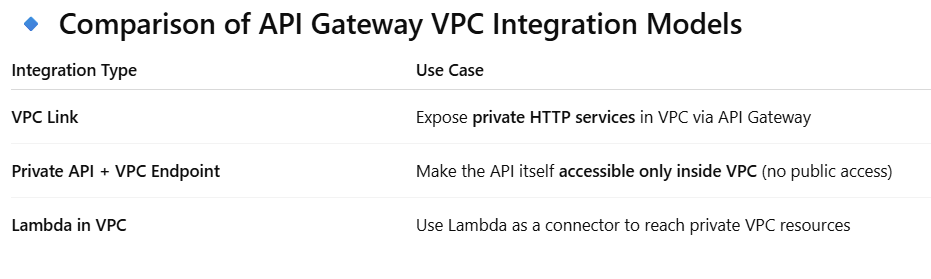 Comparison of API Gateway VPC Integration Models
Integration Type Use Case
VPC Link Expose private HTTP services in VPC via API Gateway
Private API + VPC Endpoint Make the API itself accessible only inside VPC (no public access)
Lambda in VPC Use Lambda as a connector to reach private VPC resources